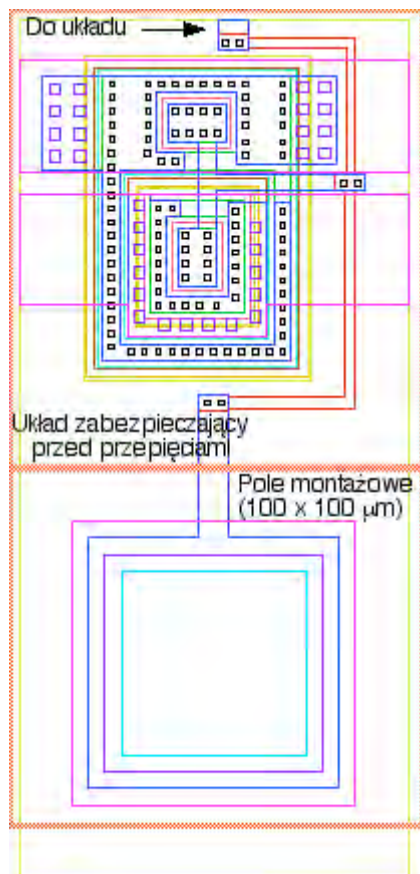 Do układu
Układ zabezpieczający
przed przepięciami
Pole montażowe
(100 x 100 μm)